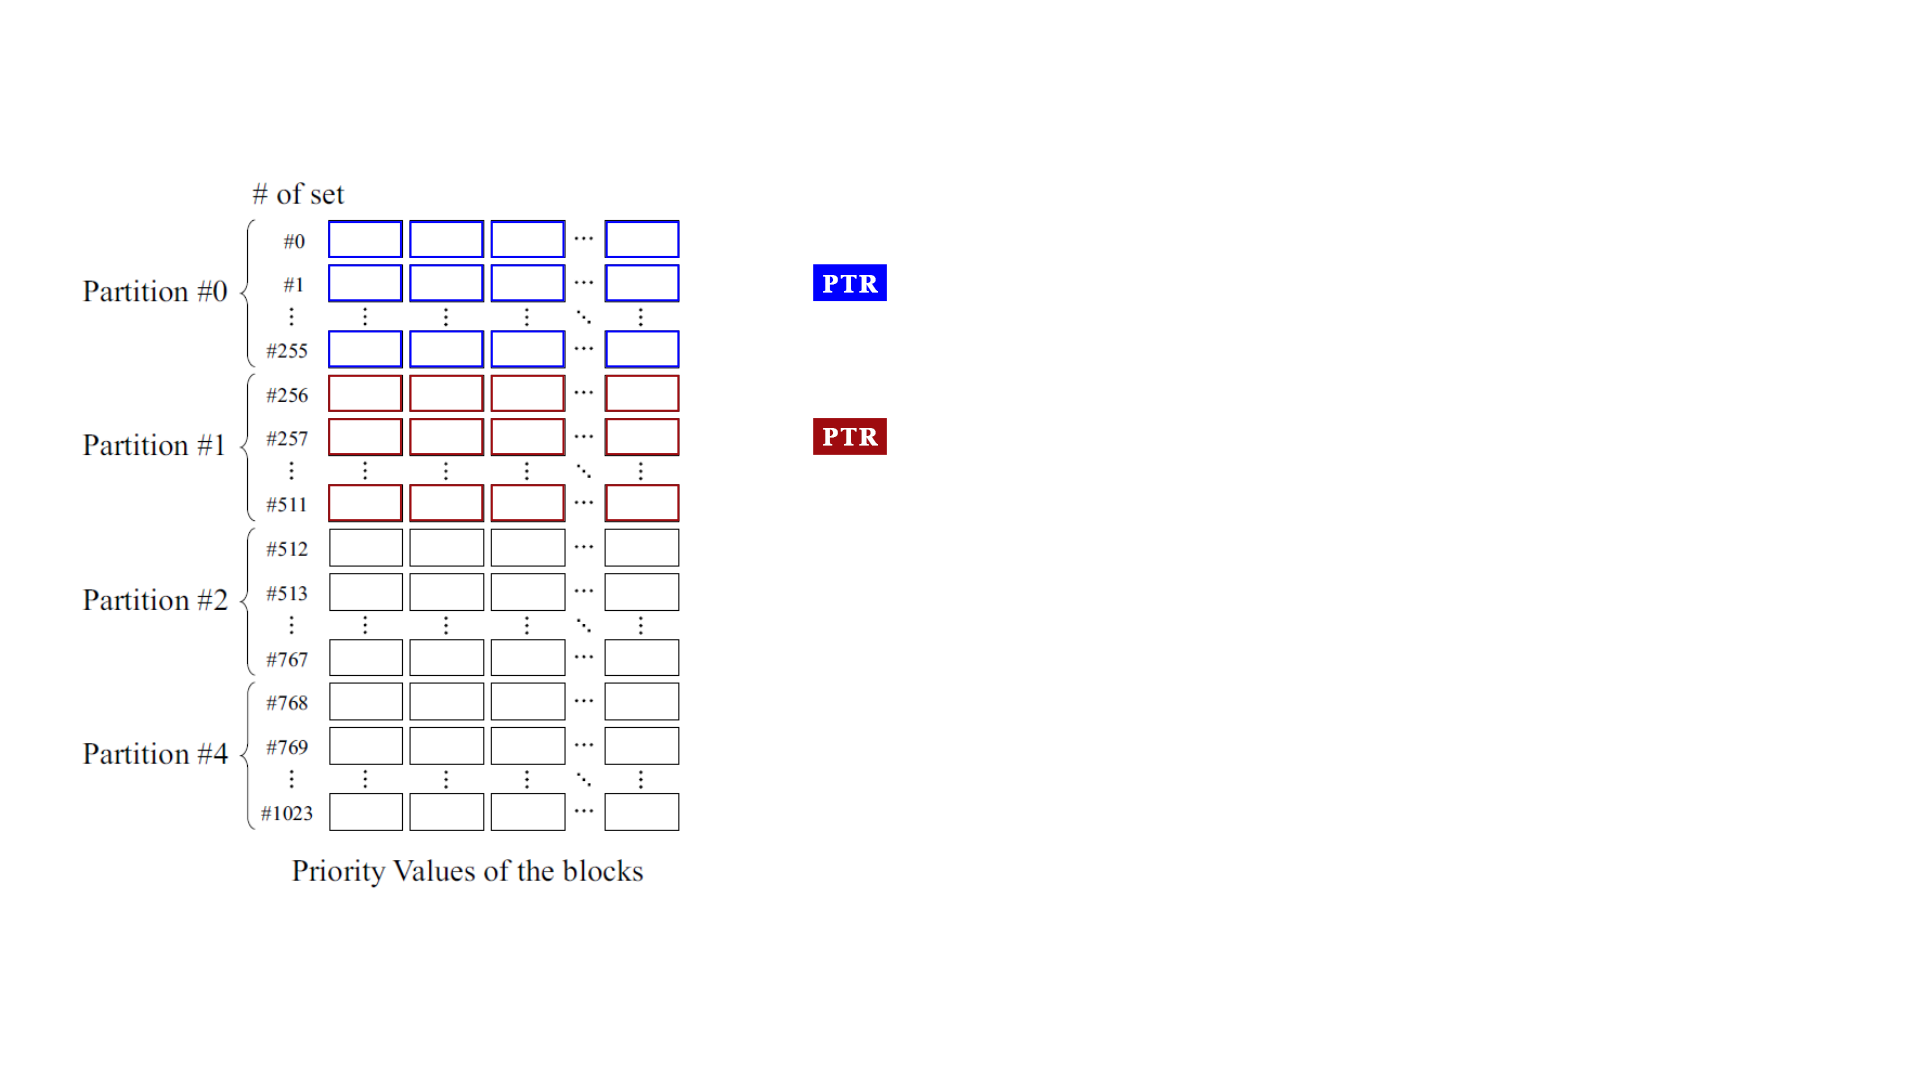 # of set
#0
Partition #0
#1
PTR
#255
#256
Partition #1
#257
PTR
#511
#512
Partition #2
#513
#767
#768
Partition #4
#769
#1023
Priority Values of the blocks